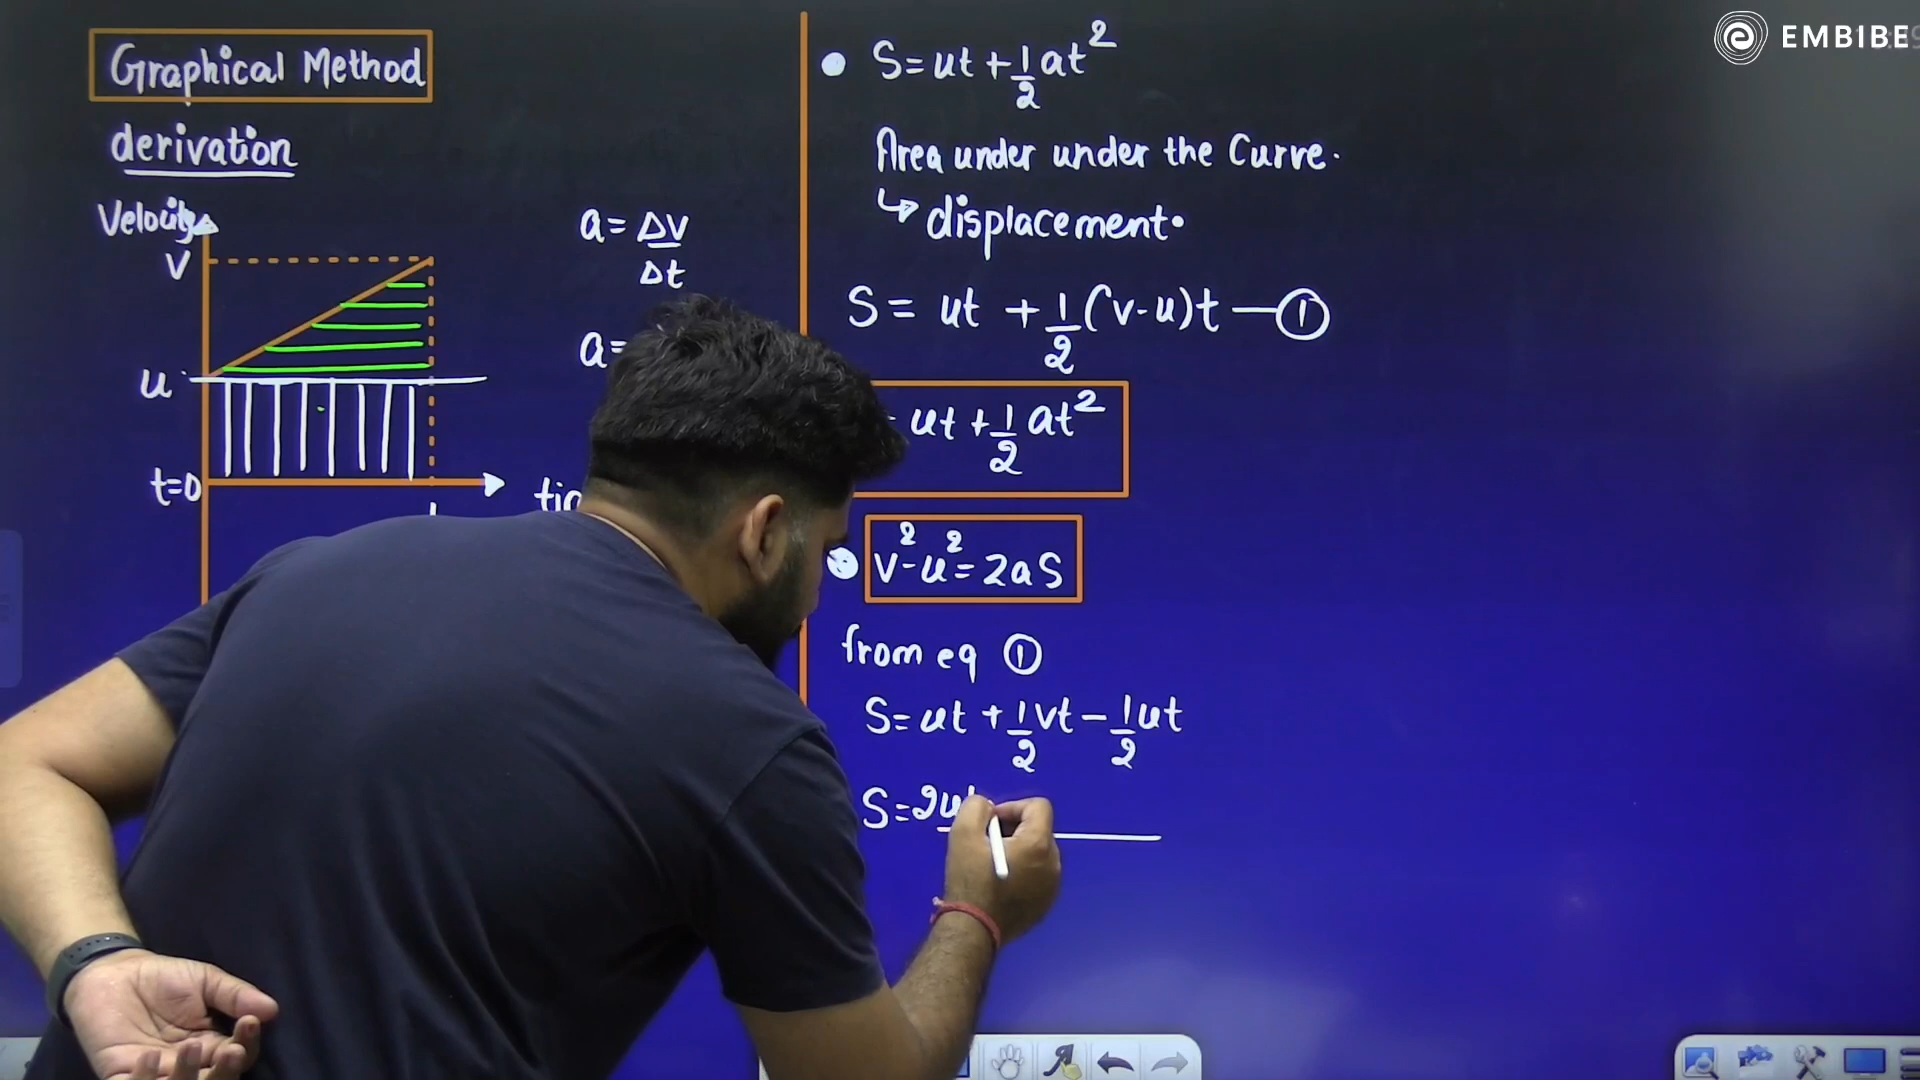 Graphical Method
derivation
Velocity
V
u
t=0
a = ΔV
Δt
a=
S=ut+1/2at²
Area under under the Curve.
↳ displacement.
S= ut +1/2(v-u)t —①
ut+1/2at²
v²-u²=2aS
from eq ①
S=ut+1/2vt-1/2ut
S=2u
EMBIBE